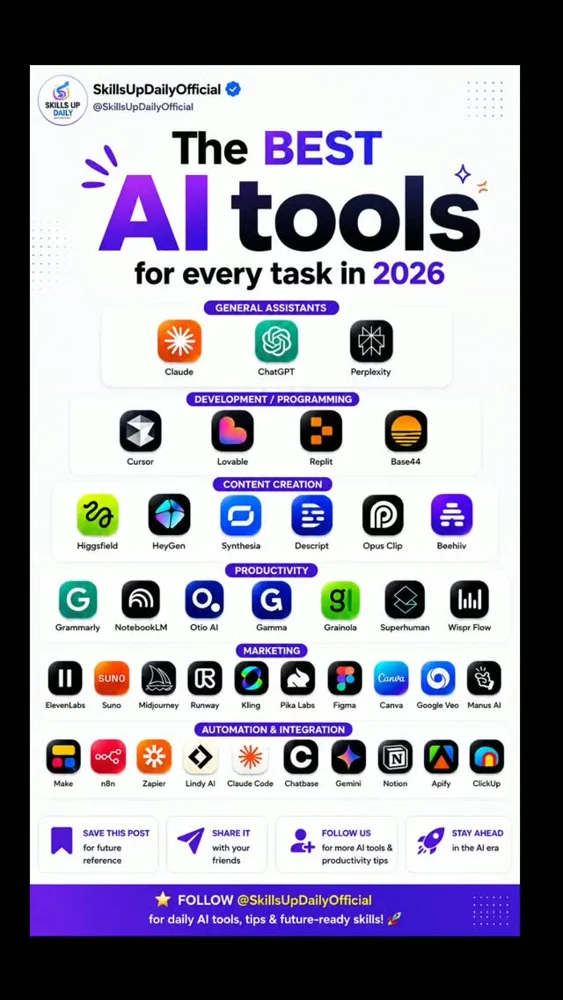 SKILLS UP
DAILY
SkillsUpDailyOfficial
@SkillsUpDailyOfficial
The BEST
AI tools
for every task in 2026
GENERAL ASSISTANTS
Claude ChatGPT Perplexity
DEVELOPMENT / PROGRAMMING
Cursor Lovable Replit Base44
CONTENT CREATION
Higgsfield HeyGen Synthesia Descript Opus Clip Beehiiv
PRODUCTIVITY
G G gl
Grammarly NotebookLM Otio AI Gamma Grainola Superhuman Wispr Flow
MARKETING
SUNO Canva
ElevenLabs Suno Midjourney Runway Kling Pika Labs Figma Canva Google Veo Manus AI
AUTOMATION & INTEGRATION
Make n8n Zapier Lindy AI Claude Code Chatbase Gemini Notion Apify ClickUp
SAVE THIS POST
for future
reference
SHARE IT
with your
friends
FOLLOW US
for more AI tools &
productivity tips
STAY AHEAD
in the AI era
FOLLOW @SkillsUpDailyOfficial
for daily AI tools, tips & future-ready skills!